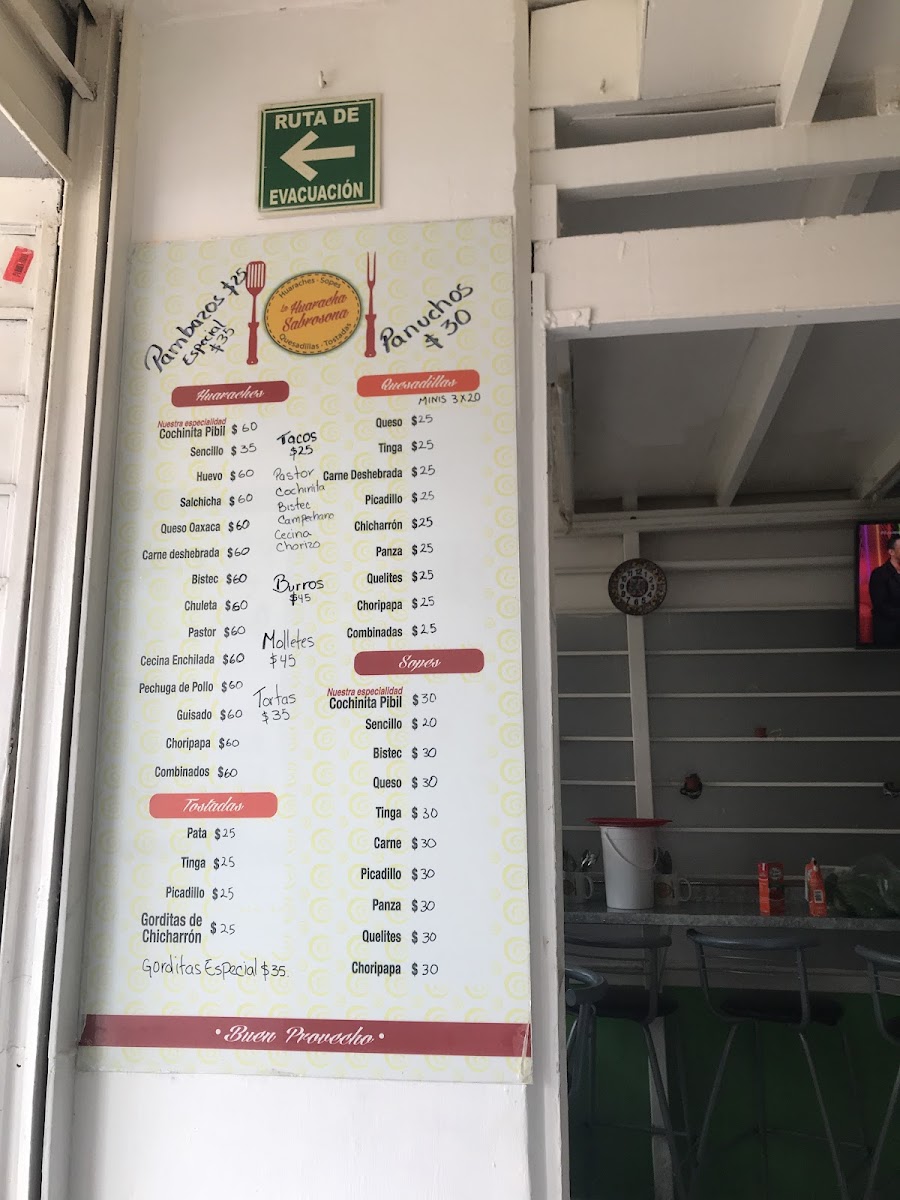 RUTA DE
EVACUACIÓN
Pambazos $25
Especial
$35
Huaraches · Sopes
La Huaracha
Sabrosona
Quesadillas · Tostadas
Panuchos
$30
Huaraches
Nuestra especialidad
Cochinita Pibil $60
Sencillo $35
Huevo $60
Salchicha $60
Queso Oaxaca $60
Carne deshebrada $60
Bistec $60
Chuleta $60
Pastor $60
Cecina Enchilada $60
Pechuga de Pollo $60
Guisado $60
Choripapa $60
Combinados $60
Tostadas
Pata $25
Tinga $25
Picadillo $25
Gorditas de
Chicharrón $25
Gorditas Especial $35
Tacos
$25
Pastor
Cochinita
Bistec
Campechano
Cecina
Chorizo
Burros
$45
Molletes
$45
Tortas
$35
Quesadillas
MINIS 3X20
Queso $25
Tinga $25
Carne Deshebrada $25
Picadillo $25
Chicharrón $25
Panza $25
Quelites $25
Choripapa $25
Combinadas $25
Sopes
Nuestra especialidad
Cochinita Pibil $30
Sencillo $20
Bistec $30
Queso $30
Tinga $30
Carne $30
Picadillo $30
Panza $30
Quelites $30
Choripapa $30
• Buen Provecho •